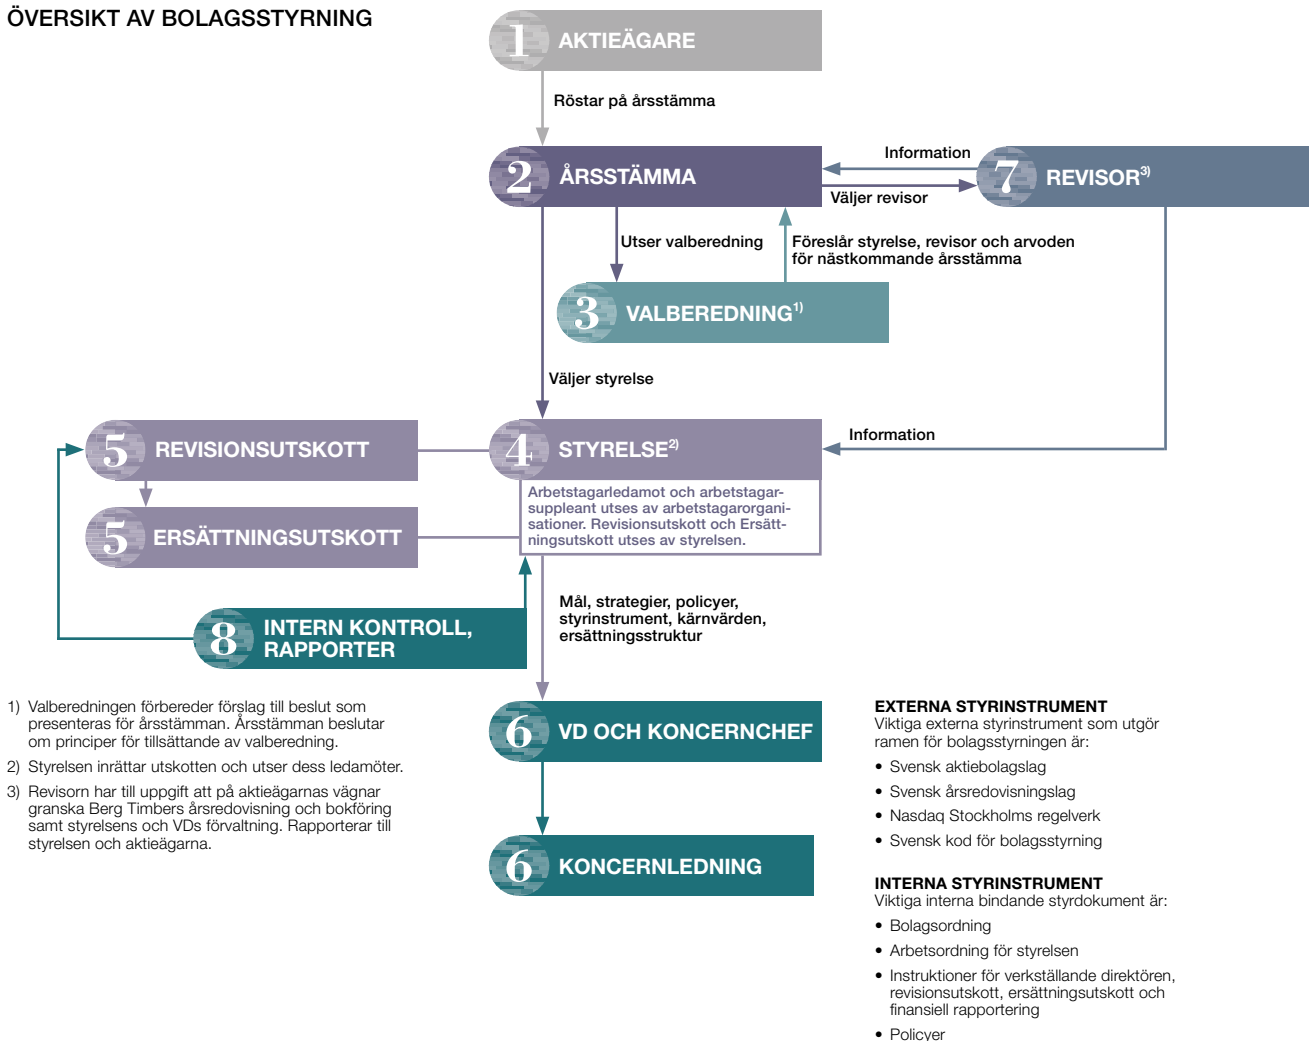 ÖVERSIKT AV BOLAGSSTYRNING
1 AKTIEÄGARE
Röstar på årsstämma
2 ÅRSSTÄMMA
Information
Väljer revisor
7 REVISOR3)
Utser valberedning
Föreslår styrelse, revisor och arvoden
för nästkommande årsstämma
3 VALBEREDNING1)
Väljer styrelse
5 REVISIONSUTSKOTT
4 STYRELSE2)
Information
Arbetstagarledamot och arbetstagar-
suppleant utses av arbetstagarorgani-
sationer. Revisionsutskott och Ersätt-
ningsutskott utses av styrelsen.
5 ERSÄTTNINGSUTSKOTT
Mål, strategier, policyer,
styrinstrument, kärnvärden,
ersättningsstruktur
8 INTERN KONTROLL,
RAPPORTER
6 VD OCH KONCERNCHEF
6 KONCERNLEDNING
1) Valberedningen förbereder förslag till beslut som
presenteras för årsstämman. Årsstämman beslutar
om principer för tillsättande av valberedning.
2) Styrelsen inrättar utskotten och utser dess ledamöter.
3) Revisorn har till uppgift att på aktieägarnas vägnar
granska Berg Timbers årsredovisning och bokföring
samt styrelsens och VDs förvaltning. Rapporterar till
styrelsen och aktieägarna.
EXTERNA STYRINSTRUMENT
Viktiga externa styrinstrument som utgör
ramen för bolagsstyrningen är:
• Svensk aktiebolagslag
• Svensk årsredovisningslag
• Nasdaq Stockholms regelverk
• Svensk kod för bolagsstyrning
INTERNA STYRINSTRUMENT
Viktiga interna bindande styrdokument är:
• Bolagsordning
• Arbetsordning för styrelsen
• Instruktioner för verkställande direktören,
revisionsutskott, ersättningsutskott och
finansiell rapportering
• Policyer